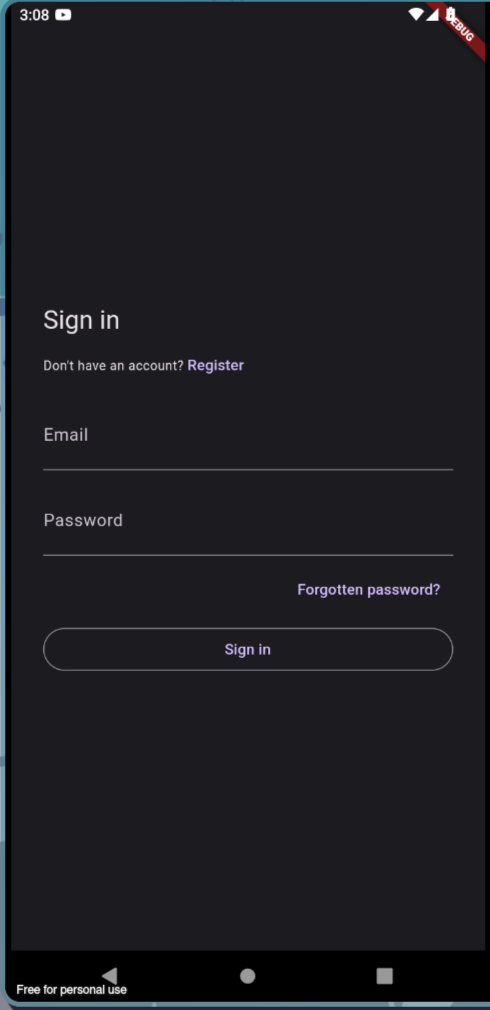 3:08
DEBUG
Sign in
Don't have an account? Register
Email
Password
Forgotten password?
Sign in
Free for personal use